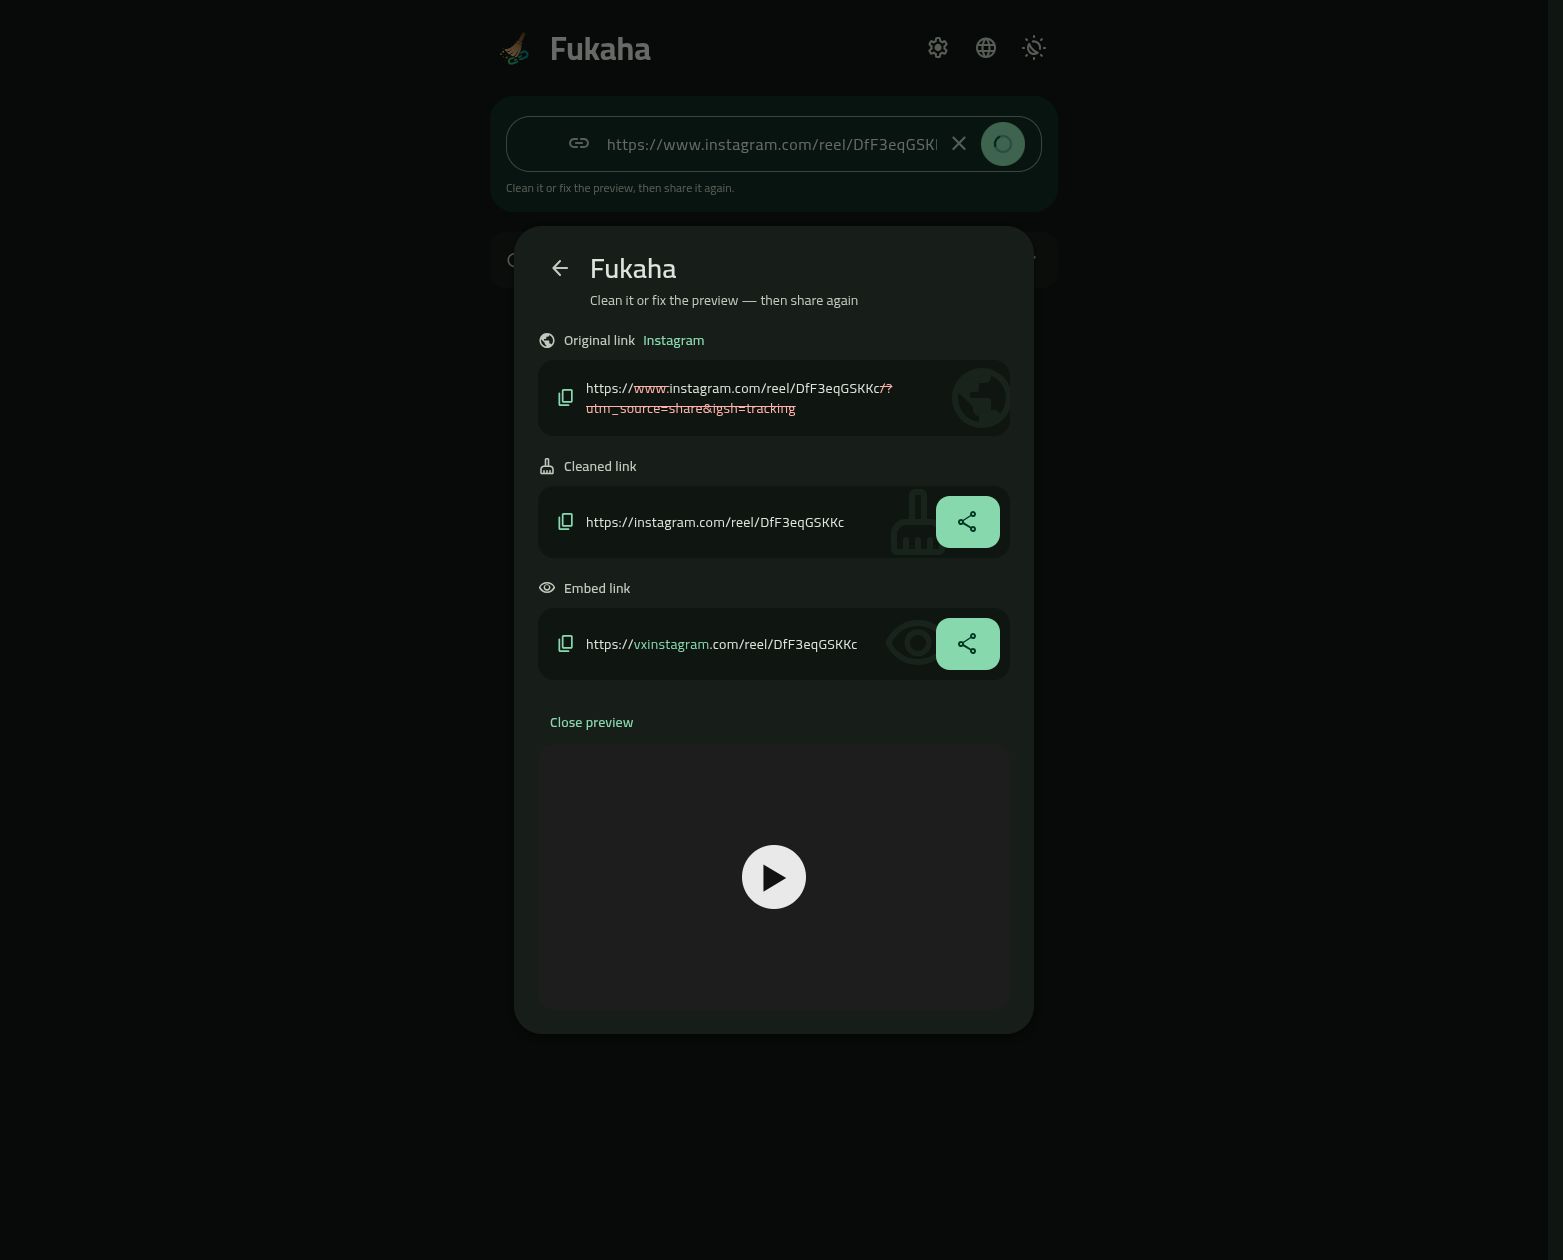 Fukaha
https://www.instagram.com/reel/DfF3eqGSK
Clean it or fix the preview, then share it again.
Fukaha
Clean it or fix the preview — then share again
Original link Instagram
https://www.instagram.com/reel/DfF3eqGSKKc/?
utm_source=share&igsh=tracking
Cleaned link
https://instagram.com/reel/DfF3eqGSKKc
Embed link
https://vxinstagram.com/reel/DfF3eqGSKKc
Close preview